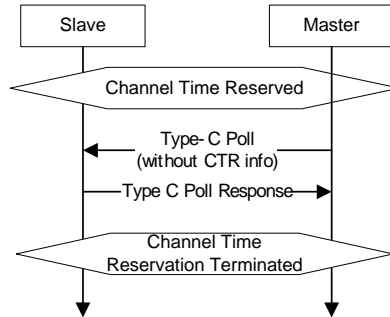 Slave
Master
Channel Time Reserved
Type- C Poll
(without CTR info)
Type C Poll Response
Channel Time
Reservation Terminated